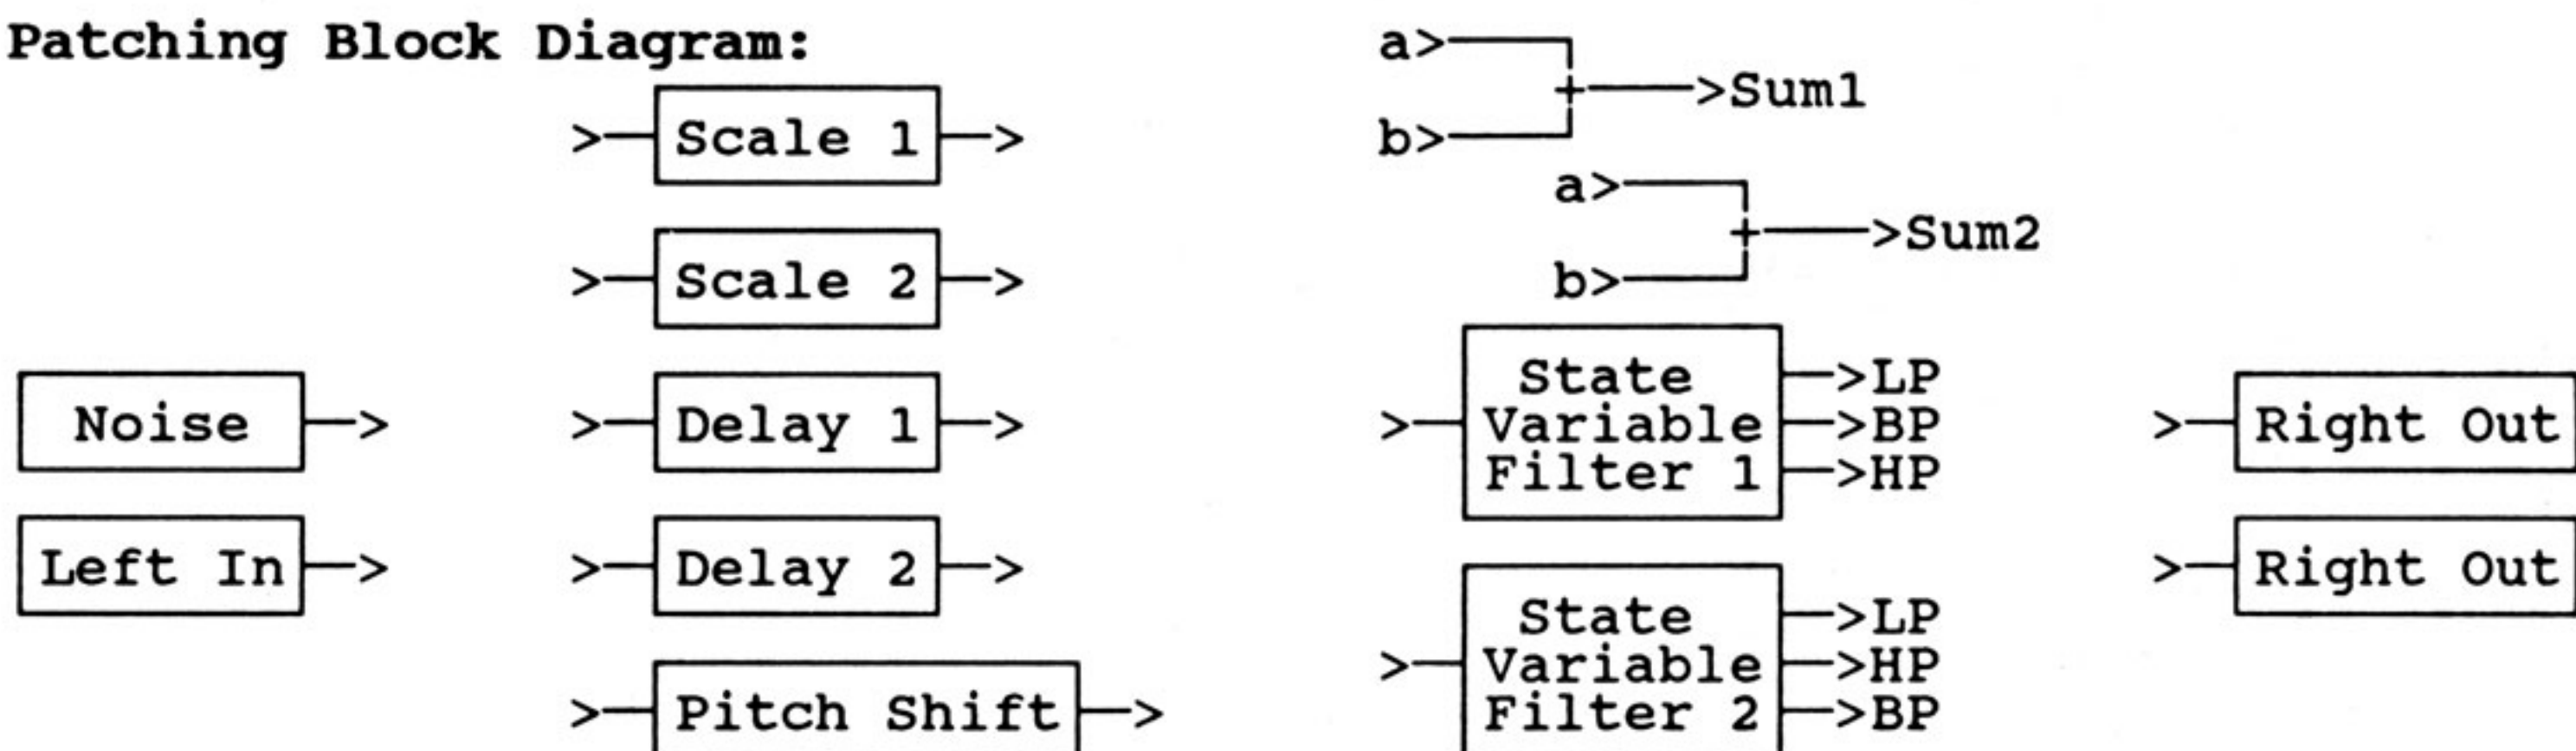 Patching Block Diagram:
a>
>Sum1
+
> Scale 1 >
b>
a>
> Scale 2 >
+
>Sum2
b>
Noise >
> Delay 1 >
> State Variable Filter 1
>LP
>BP
>HP
> Right Out
Left In >
> Delay 2 >
> Right Out
> Pitch Shift >
> State Variable Filter 2
>LP
>HP
>BP